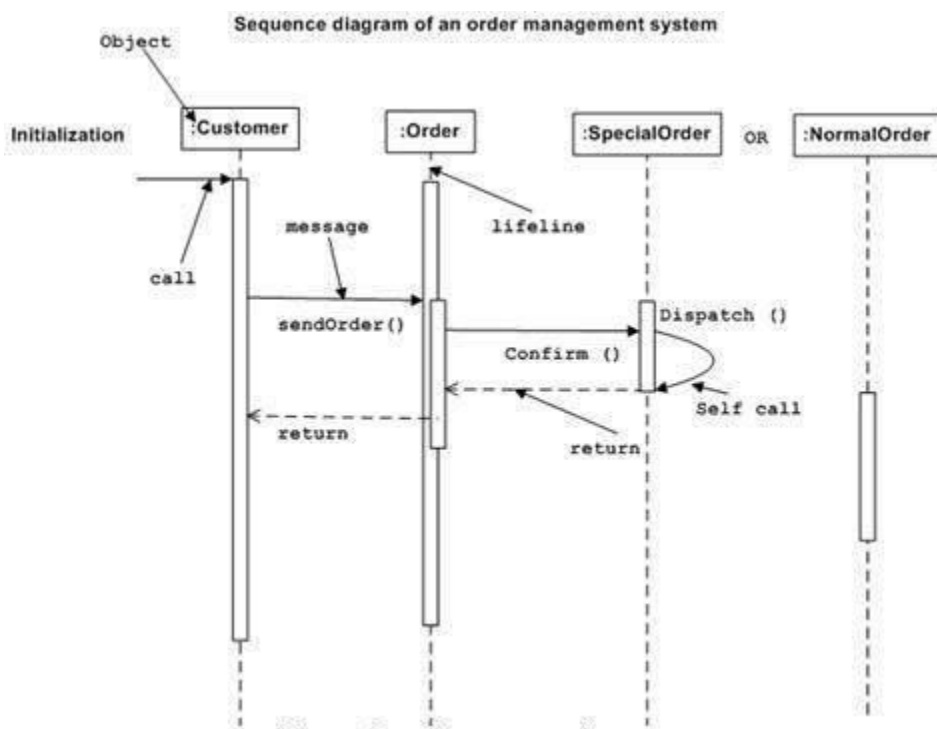 Sequence diagram of an order management system
Object
Initialization
:Customer
:Order
:SpecialOrder
OR
:NormalOrder
message
lifeline
call
sendOrder()
Dispatch ()
Confirm ()
Self call
return
return